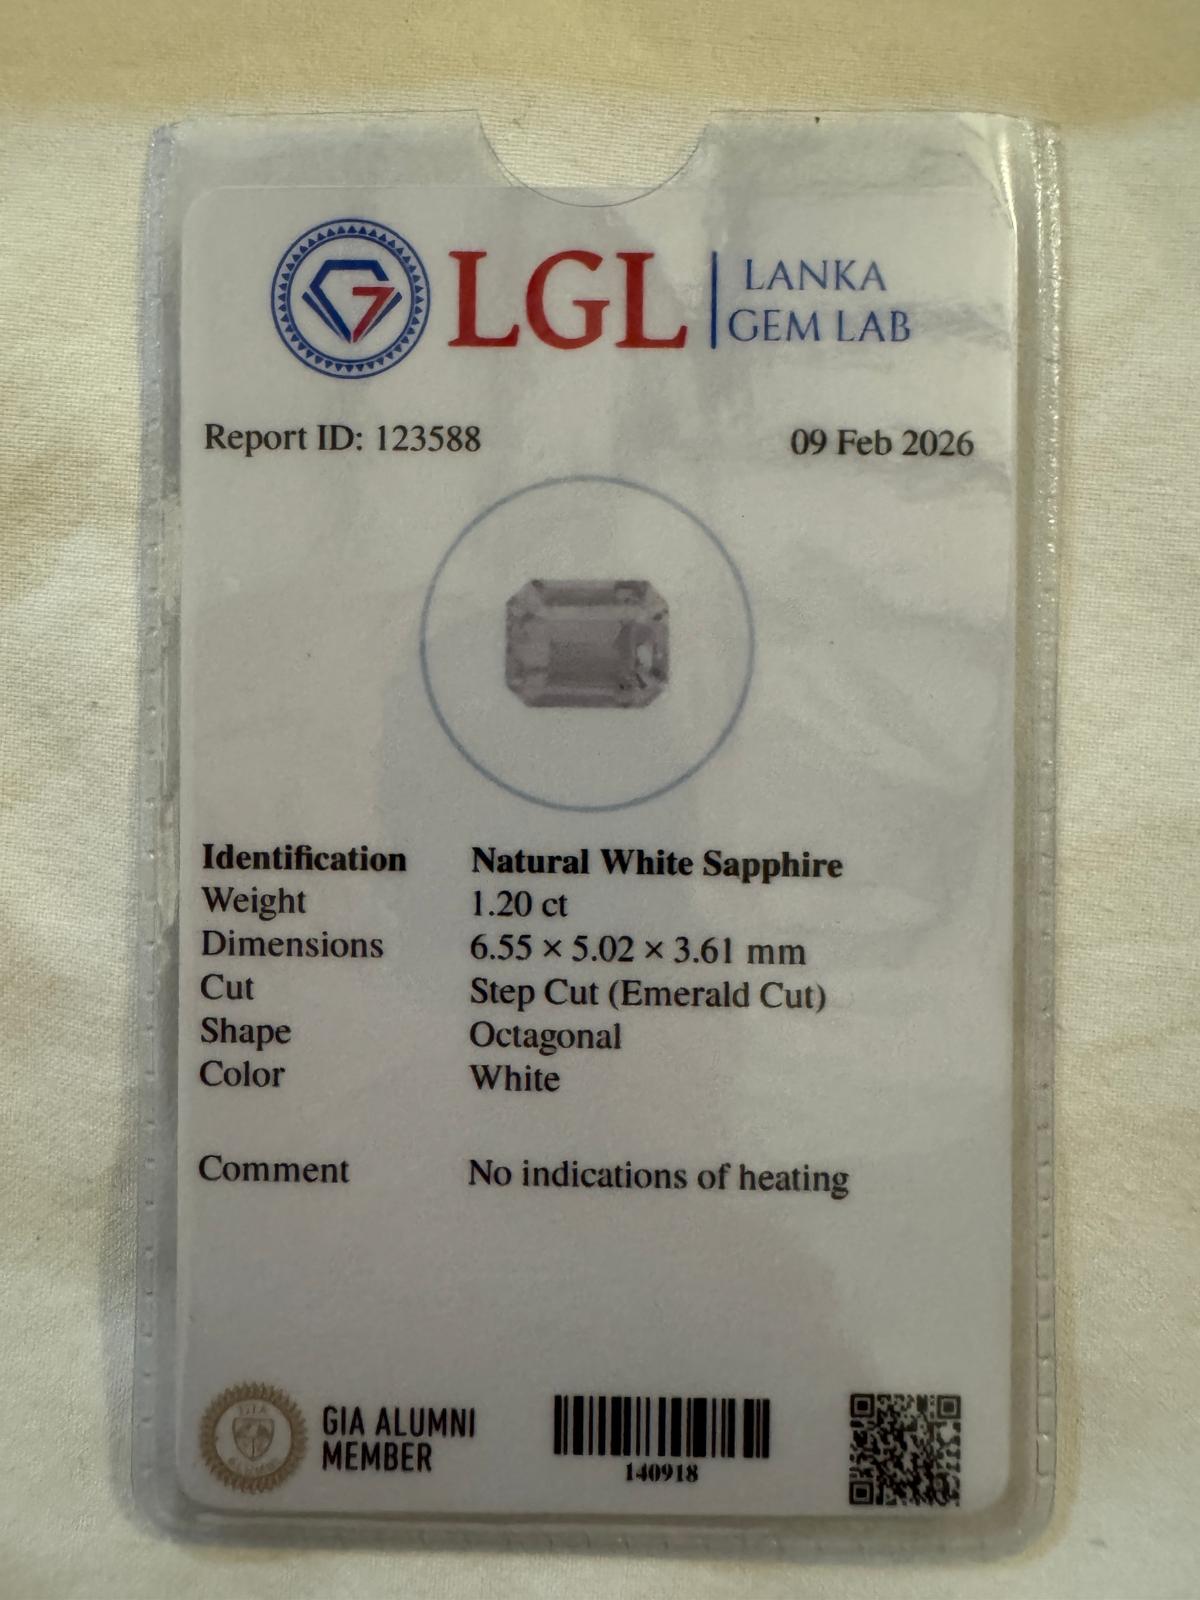 LGL
LANKA
GEM LAB
Report ID: 123588
09 Feb 2026
Identification Natural White Sapphire
Weight 1.20 ct
Dimensions 6.55 × 5.02 × 3.61 mm
Cut Step Cut (Emerald Cut)
Shape Octagonal
Color White
Comment No indications of heating
GIA
GIA ALUMNI
MEMBER
140918